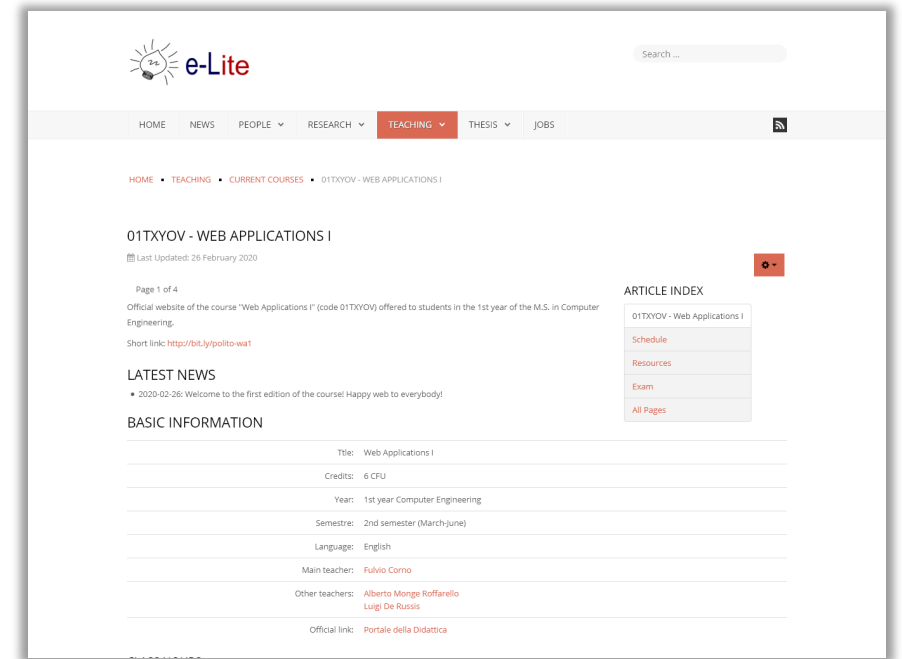 e-Lite
Search ...
HOME NEWS PEOPLE RESEARCH TEACHING THESIS JOBS
HOME ▪ TEACHING ▪ CURRENT COURSES ▪ 01TXYOV - WEB APPLICATIONS I
01TXYOV - WEB APPLICATIONS I
Last Updated: 26 February 2020
Page 1 of 4
Official website of the course "Web Applications I" (code 01TXYOV) offered to students in the 1st year of the M.S. in Computer
Engineering.
Short link: http://bit.ly/polito-wa1
ARTICLE INDEX
01TXYOV - Web Applications I
Schedule
Resources
Exam
All Pages
LATEST NEWS
• 2020-02-26: Welcome to the first edition of the course! Happy web to everybody!
BASIC INFORMATION
Ttle: Web Applications I
Credits: 6 CFU
Year: 1st year Computer Engineering
Semestre: 2nd semester (March-June)
Language: English
Main teacher: Fulvio Corno
Other teachers: Alberto Monge Roffarello
Luigi De Russis
Official link: Portale della Didattica